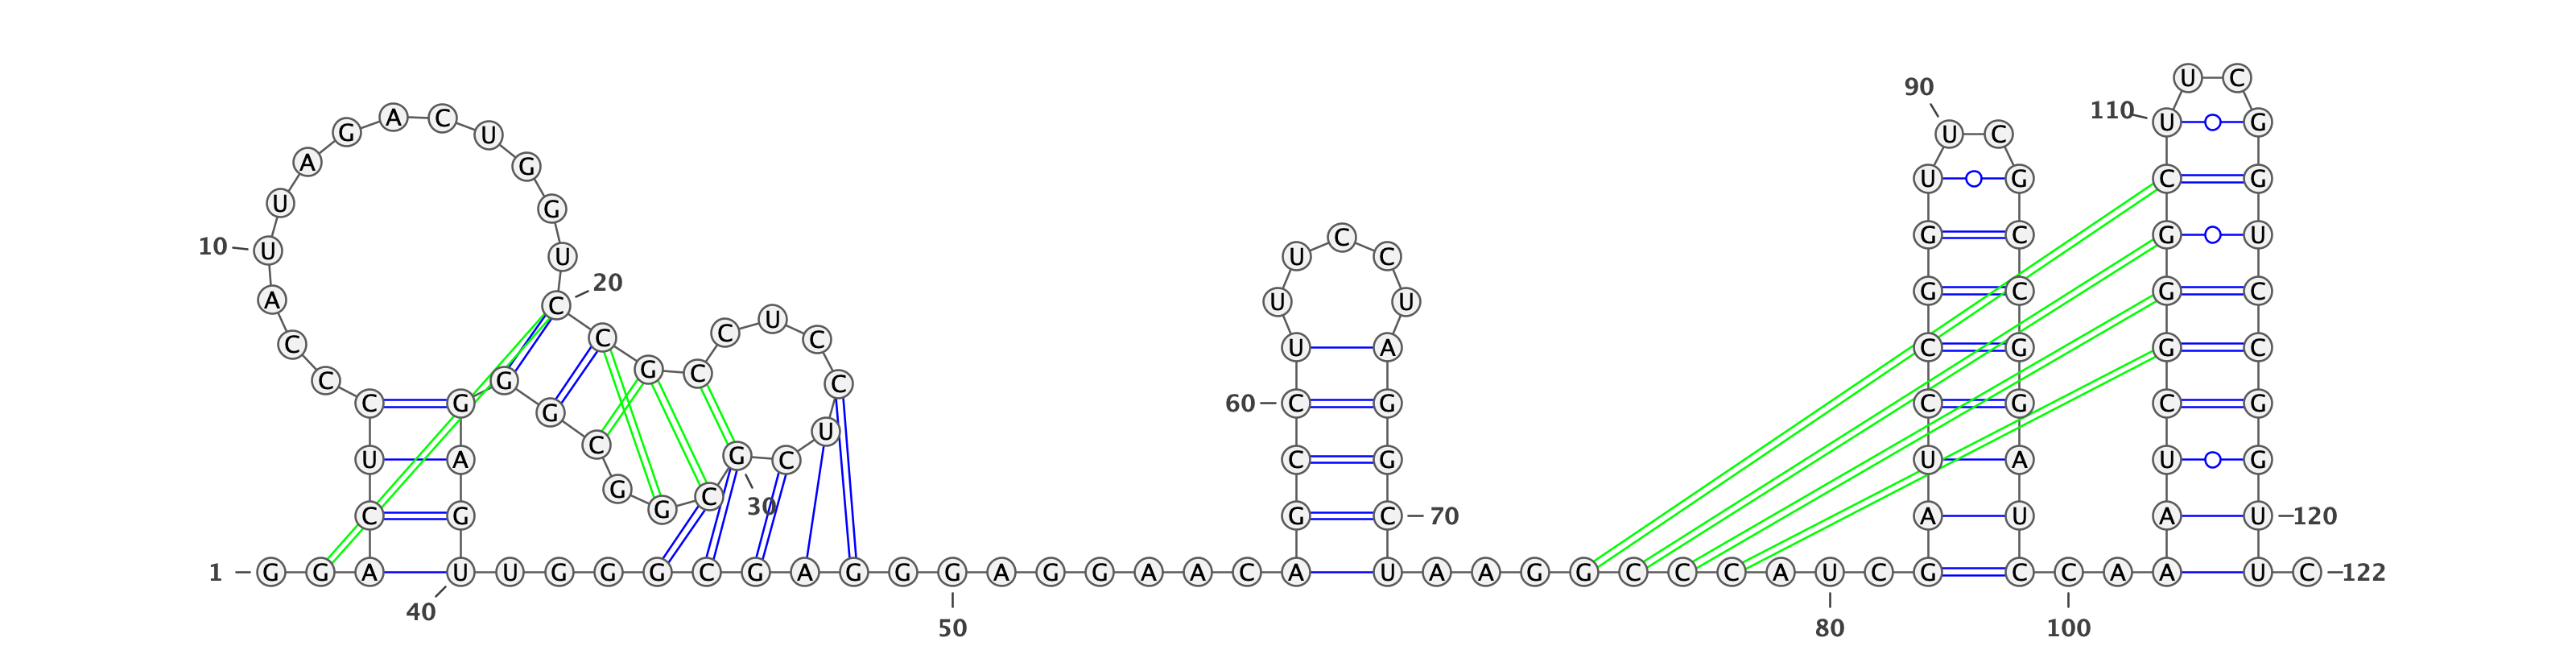 1
G G A C U C C C A U
10
U A G A C U G G U C
20
C G C C U C C U C G
30
C G G C G G G A G U
40
U G G G C G A G G G
50
A G G A A C A G C C
60
U U U C C U A G G C
70
U A A G G C C C A U
80
C G A U C C G G U U
90
C G C C G G A U C C
100
A A A U C G G G C U
110
U C G G U C C G G U
120
U C
122